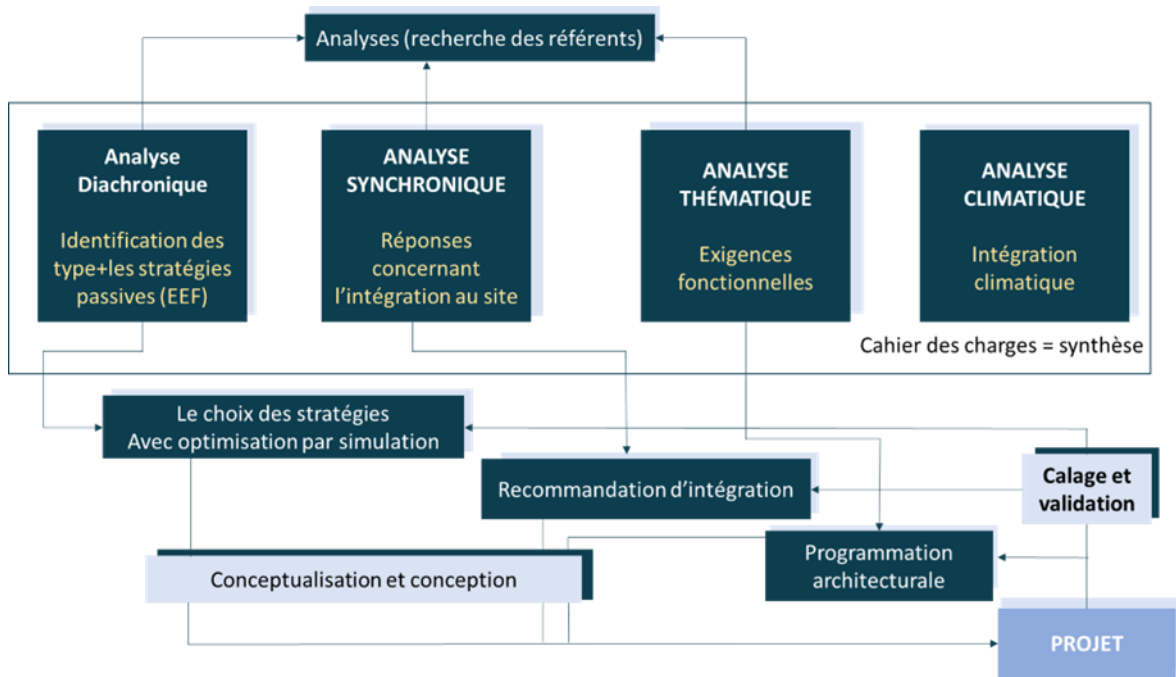 Analyses (recherche des référents)
Analyse
Diachronique
Identification des
type+les stratégies
passives (EEF)
ANALYSE
SYNCHRONIQUE
Réponses
concernant
l'intégration au site
ANALYSE
THÉMATIQUE
Exigences
fonctionnelles
ANALYSE
CLIMATIQUE
Intégration
climatique
Cahier des charges = synthèse
Le choix des stratégies
Avec optimisation par simulation
Recommandation d'intégration
Calage et
validation
Programmation
architecturale
Conceptualisation et conception
PROJET